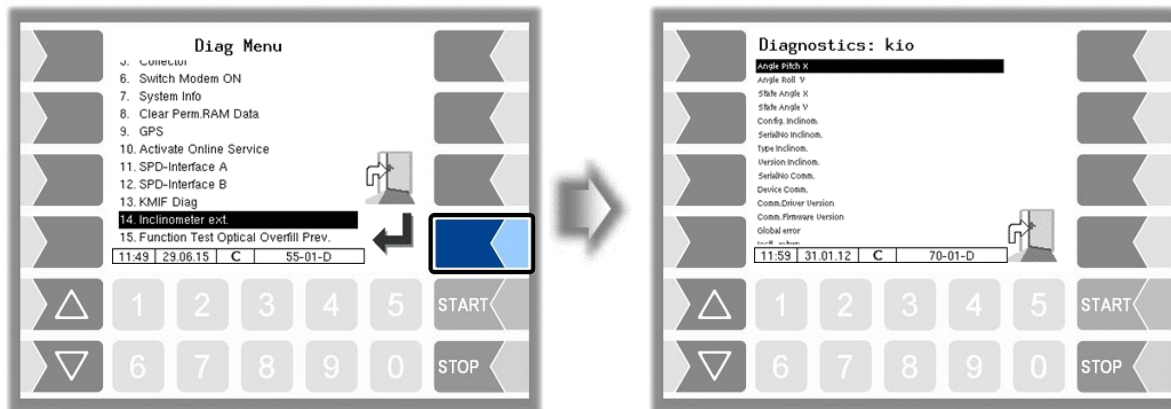 Diag Menu
5. Collector
6. Switch Modem ON
7. System Info
8. Clear Perm.RAM Data
9. GPS
10. Activate Online Service
11. SPD-Interface A
12. SPD-Interface B
13. KMIF Diag
14. Inclinometer ext.
15. Function Test Optical Overfill Prev.
11:49 29.06.15 C 55-01-D
1 2 3 4 5 START
6 7 8 9 0 STOP
Diagnostics: kio
Angle Pitch X
Angle Roll Y
State Angle X
State Angle Y
Config. Inclinom.
SerialNo Inclinom.
Type Inclinom.
Version Inclinom.
SerialNo Comm.
Device Comm.
Comm.Driver Version
Comm. Firmware Version
Global error
11:59 31.01.12 C 70-01-D
1 2 3 4 5 START
6 7 8 9 0 STOP